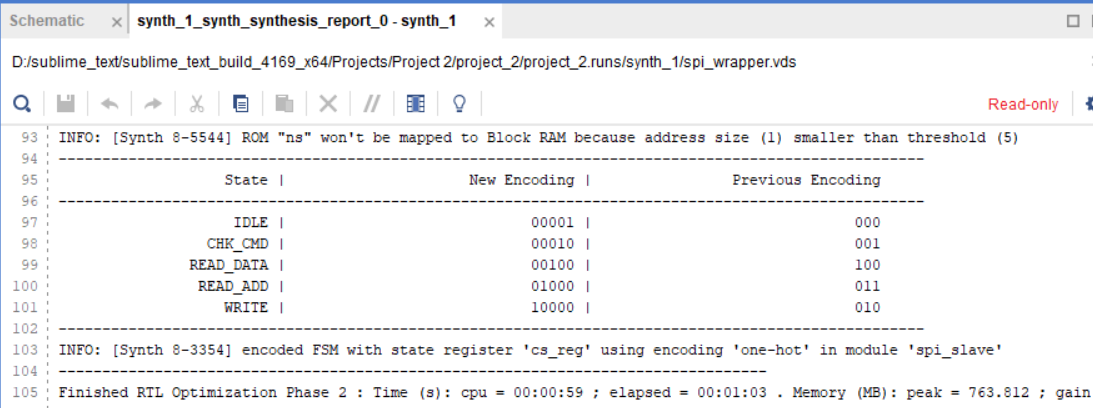 Schematic × synth_1_synth_synthesis_report_0 - synth_1 ×
D:/sublime_text/sublime_text_build_4169_x64/Projects/Project 2/project_2/project_2.runs/synth_1/spi_wrapper.vds
Read-only
93 INFO: [Synth 8-5544] ROM "ns" won't be mapped to Block RAM because address size (1) smaller than threshold (5)
94 ---------------------------------------------------------------------------------------------------
95 State | New Encoding | Previous Encoding
96 ---------------------------------------------------------------------------------------------------
97 IDLE | 00001 | 000
98 CHK_CMD | 00010 | 001
99 READ_DATA | 00100 | 100
100 READ_ADD | 01000 | 011
101 WRITE | 10000 | 010
102 ---------------------------------------------------------------------------------------------------
103 INFO: [Synth 8-3354] encoded FSM with state register 'cs_reg' using encoding 'one-hot' in module 'spi_slave'
104 ---------------------------------------------------------------------------------
105 Finished RTL Optimization Phase 2 : Time (s): cpu = 00:00:59 ; elapsed = 00:01:03 . Memory (MB): peak = 763.812 ; gain